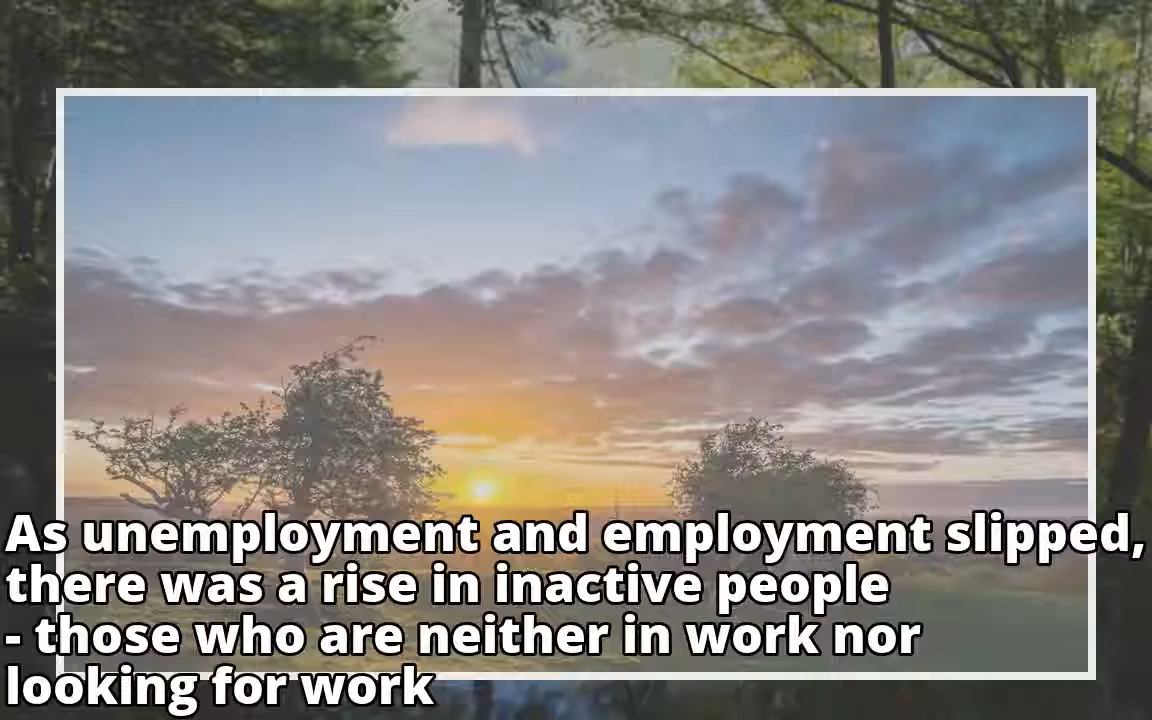 As unemployment and employment slipped,
there was a rise in inactive people
- those who are neither in work nor
looking for work